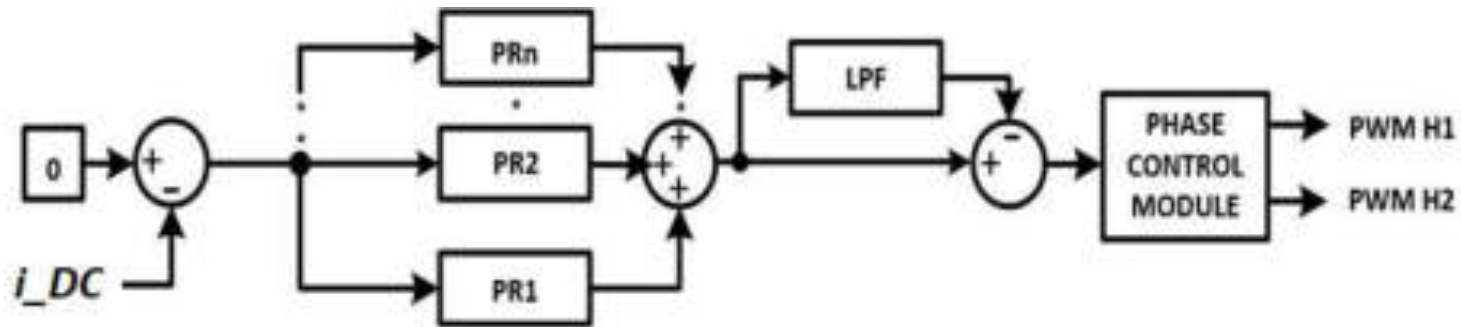 PRn
LPF
0
+
−
PR2
+
+
+
−
+
PHASE
CONTROL
MODULE
PWM H1
PWM H2
i_DC
PR1